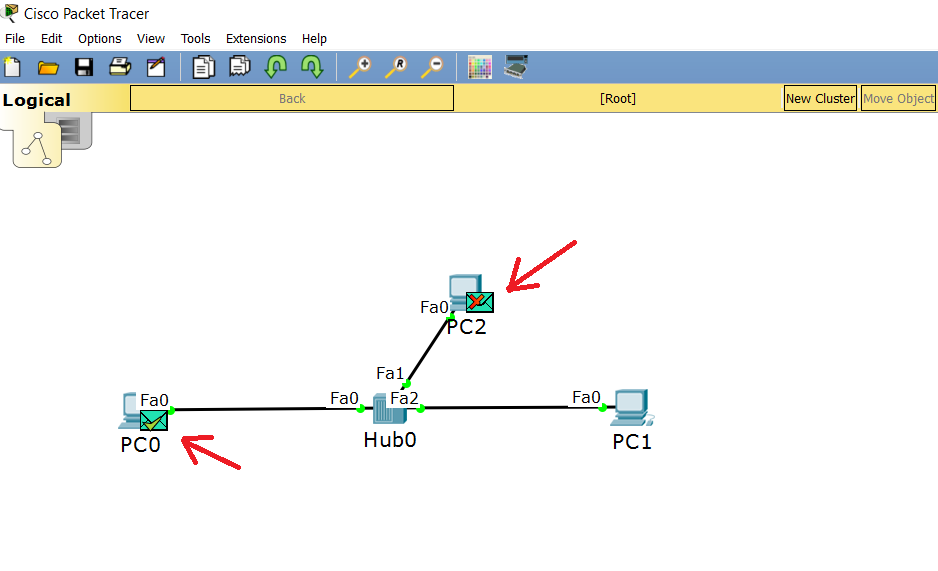 Cisco Packet Tracer
File Edit Options View Tools Extensions Help
Logical Back [Root] New Cluster Move Object
Fa0
PC2
Fa1
Fa0 Fa0 Fa2 Fa0
PC0 Hub0 PC1